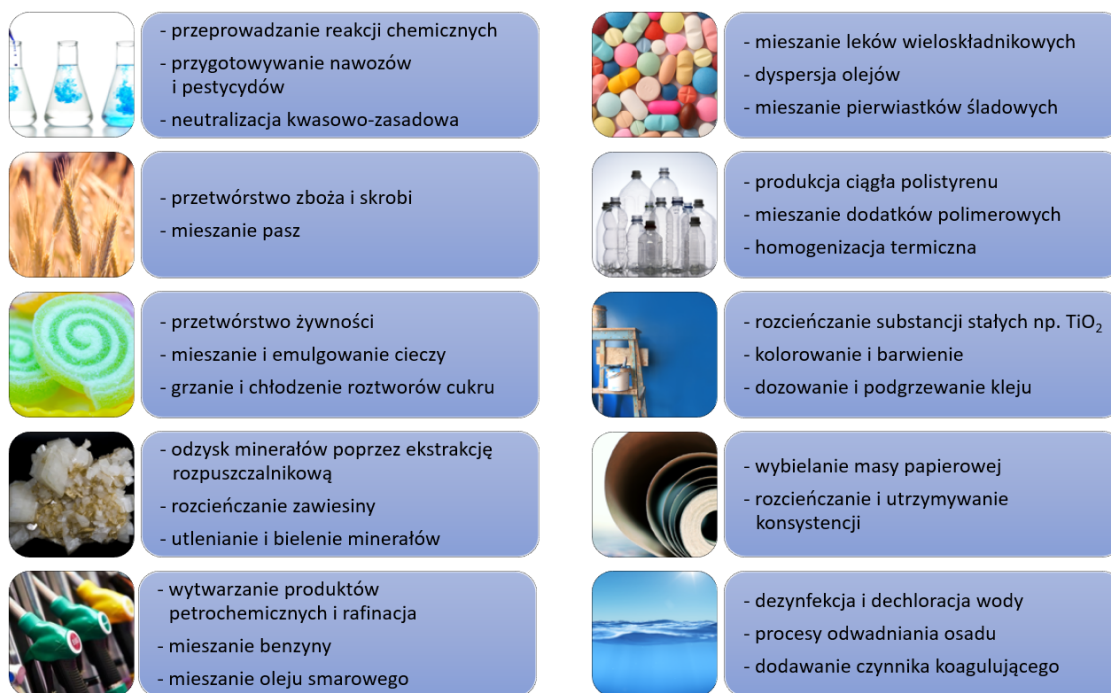 - przeprowadzanie reakcji chemicznych
- przygotowywanie nawozów
i pestycydów
- neutralizacja kwasowo-zasadowa
- przetwórstwo zboża i skrobi
- mieszanie pasz
- przetwórstwo żywności
- mieszanie i emulgowanie cieczy
- grzanie i chłodzenie roztworów cukru
- odzysk minerałów poprzez ekstrakcję
rozpuszczalnikową
- rozcieńczanie zawiesiny
- utlenianie i bielenie minerałów
- wytwarzanie produktów
petrochemicznych i rafinacja
- mieszanie benzyny
- mieszanie oleju smarowego
- mieszanie leków wieloskładnikowych
- dyspersja olejów
- mieszanie pierwiastków śladowych
- produkcja ciągła polistyrenu
- mieszanie dodatków polimerowych
- homogenizacja termiczna
- rozcieńczanie substancji stałych np. TiO₂
- kolorowanie i barwienie
- dozowanie i podgrzewanie kleju
- wybielanie masy papierowej
- rozcieńczanie i utrzymywanie
konsystencji
- dezynfekcja i dechloracja wody
- procesy odwadniania osadu
- dodawanie czynnika koagulującego